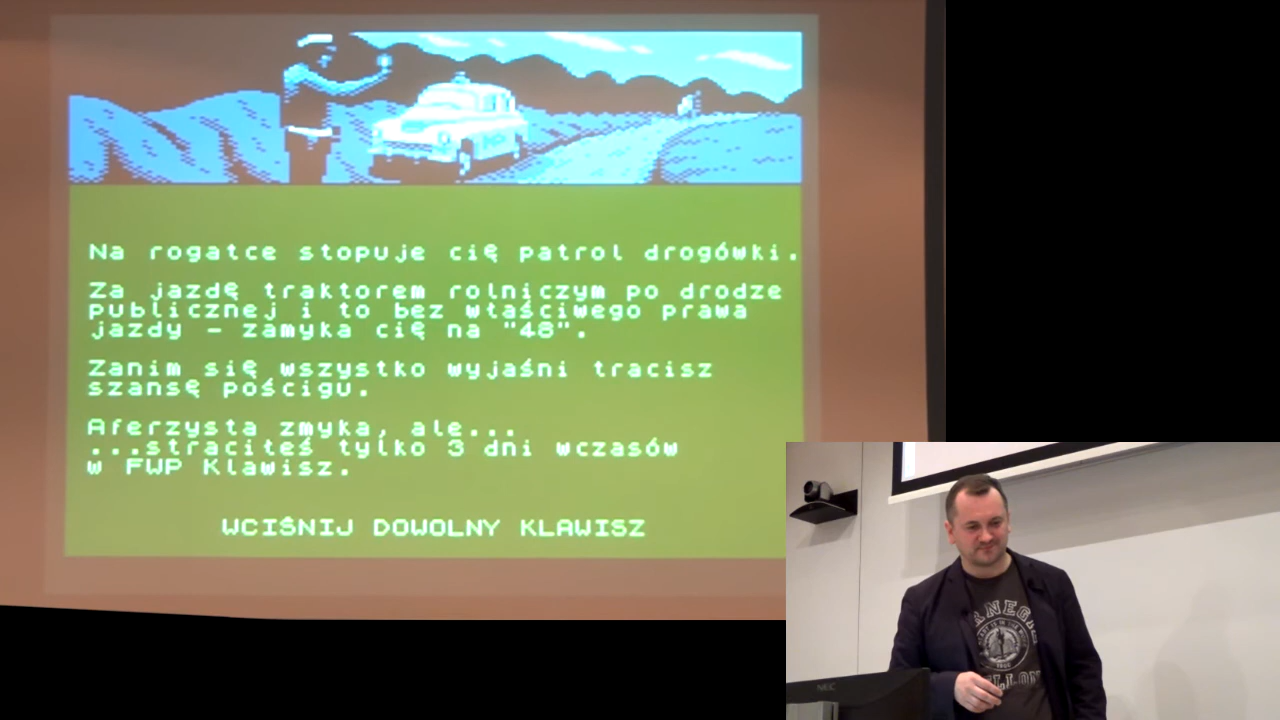 Na rogatce stopuje cię patrol drogówki.
Za jazdę traktorem rolniczym po drodze
publicznej i to bez właściwego prawa
jazdy - zamyka cię na "48".
Zanim się wszystko wyjaśni tracisz
szansę pościgu.
Aferzysta zmyka, ale...
...straciłeś tylko 3 dni wczasów
w FWP Klawisz.
WCIŚNIJ DOWOLNY KLAWISZ
NEC